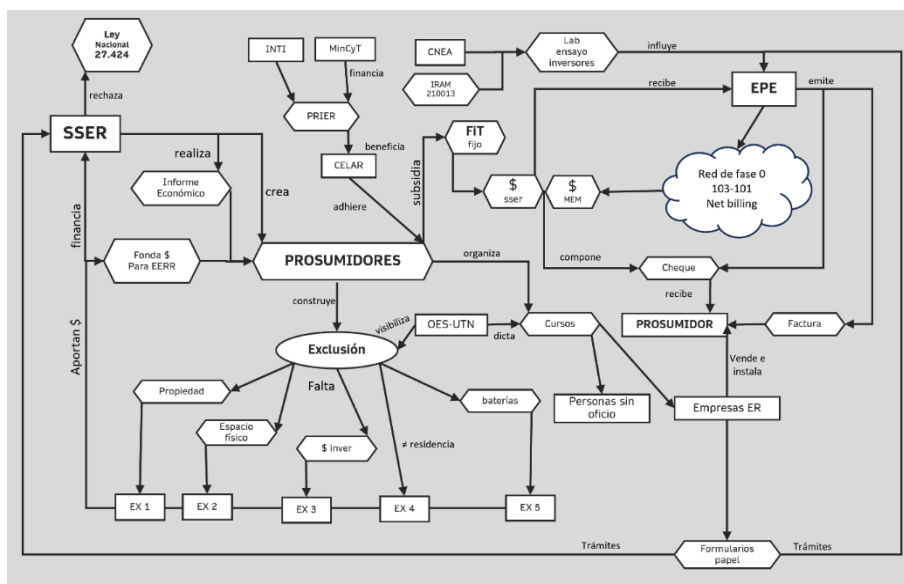 Ley
Nacional
27.424
rechaza
SSER
realiza
Informe
Económico
crea
financia
Fonda $
Para EERR
Aportan $
INTI
MinCyT
financia
PRIER
beneficia
CELAR
adhiere
CNEA
IRAM
210013
Lab
ensayo
inversores
influye
recibe
EPE
emite
FiT
fijo
subsidia
$
sser
$
MEM
Red de fase 0
103-101
Net billing
PROSUMIDORES
organiza
compone
Cheque
recibe
construye
visibiliza
OES-UTN
dicta
Cursos
PROSUMIDOR
Factura
Exclusión
Vende e
instala
Propiedad
Falta
baterías
Personas sin
oficio
Empresas ER
Espacio
físico
$ inver
≠ residencia
EX 1
EX 2
EX 3
EX 4
EX 5
Trámites
Formularios
papel
Trámites